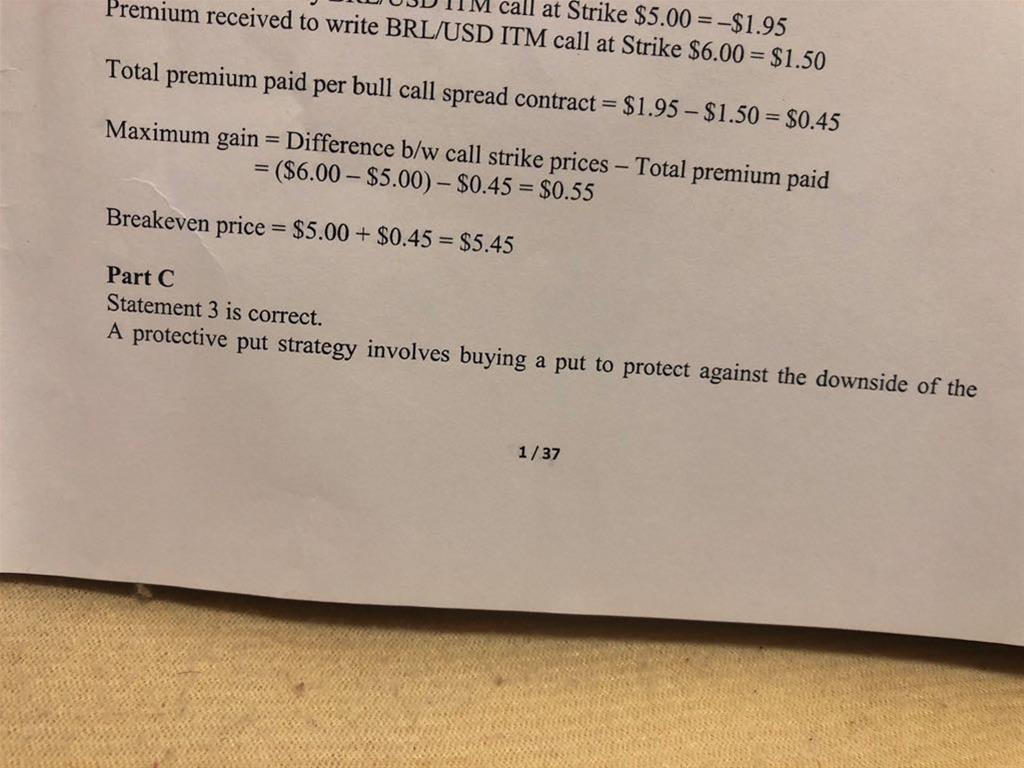 call at Strike $5.00 = –$1.95
Premium received to write BRL/USD ITM call at Strike $6.00 = $1.50
Total premium paid per bull call spread contract = $1.95 – $1.50 = $0.45
Maximum gain = Difference b/w call strike prices – Total premium paid
= ($6.00 – $5.00) – $0.45 = $0.55
Breakeven price = $5.00 + $0.45 = $5.45
Part C
Statement 3 is correct.
A protective put strategy involves buying a put to protect against the downside of the
1 / 37